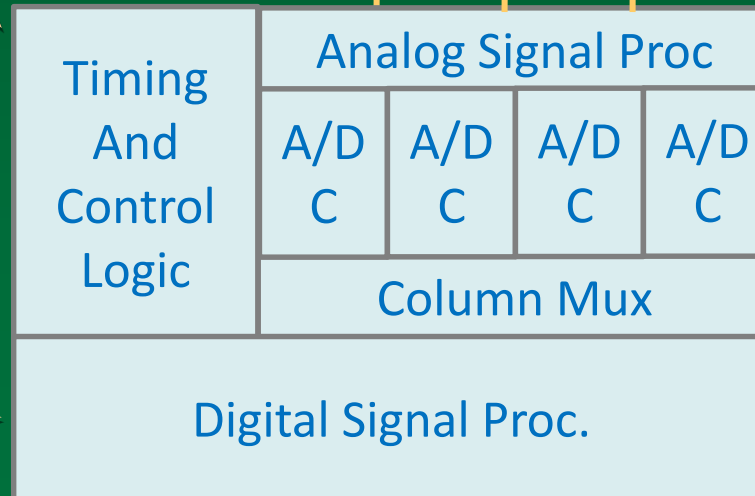 Timing
And
Control
Logic
Analog Signal Proc
A/D
C
A/D
C
A/D
C
A/D
C
Column Mux
Digital Signal Proc.